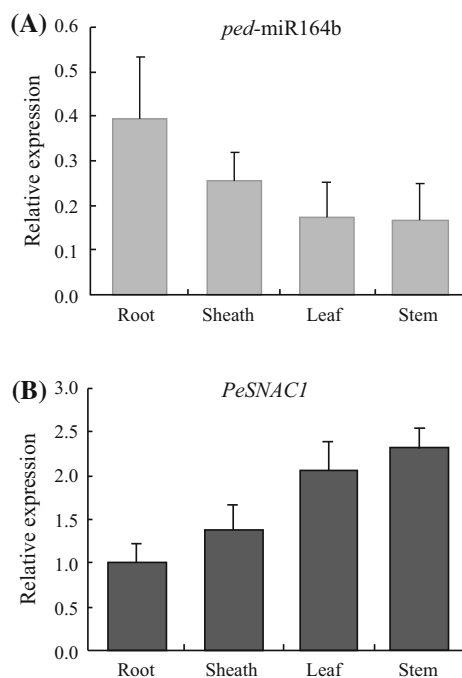 (A)
ped-miR164b
Relative expression
0.6
0.5
0.4
0.3
0.2
0.1
0.0
Root Sheath Leaf Stem
(B)
PeSNAC1
Relative expression
3.0
2.5
2.0
1.5
1.0
0.5
0.0
Root Sheath Leaf Stem